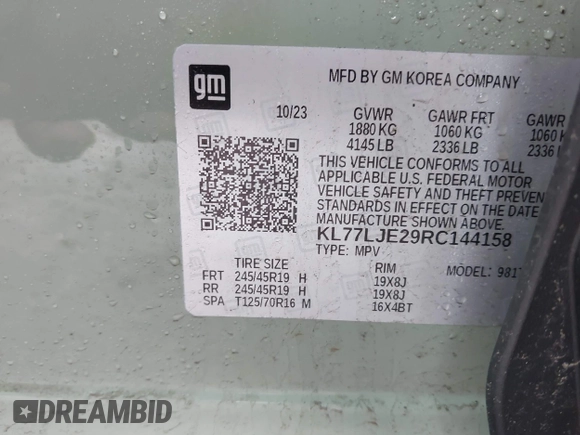 gm
MFD BY GM KOREA COMPANY
10/23 GVWR GAWR FRT GAWR
1880 KG 1060 KG 1060
4145 LB 2336 LB 2336 LB
THIS VEHICLE CONFORMS TO ALL
APPLICABLE U.S. FEDERAL MOTOR
VEHICLE SAFETY AND THEFT PREVEN
STANDARDS IN EFFECT ON THE DATE
OF MANUFACTURE SHOWN ABOVE.
KL77LJE29RC144158
TYPE: MPV MODEL: 981
TIRE SIZE RIM
FRT 245/45R19 H 19X8J
RR 245/45R19 H 19X8J
SPA T125/70R16 M 16X4BT
DREAMBID